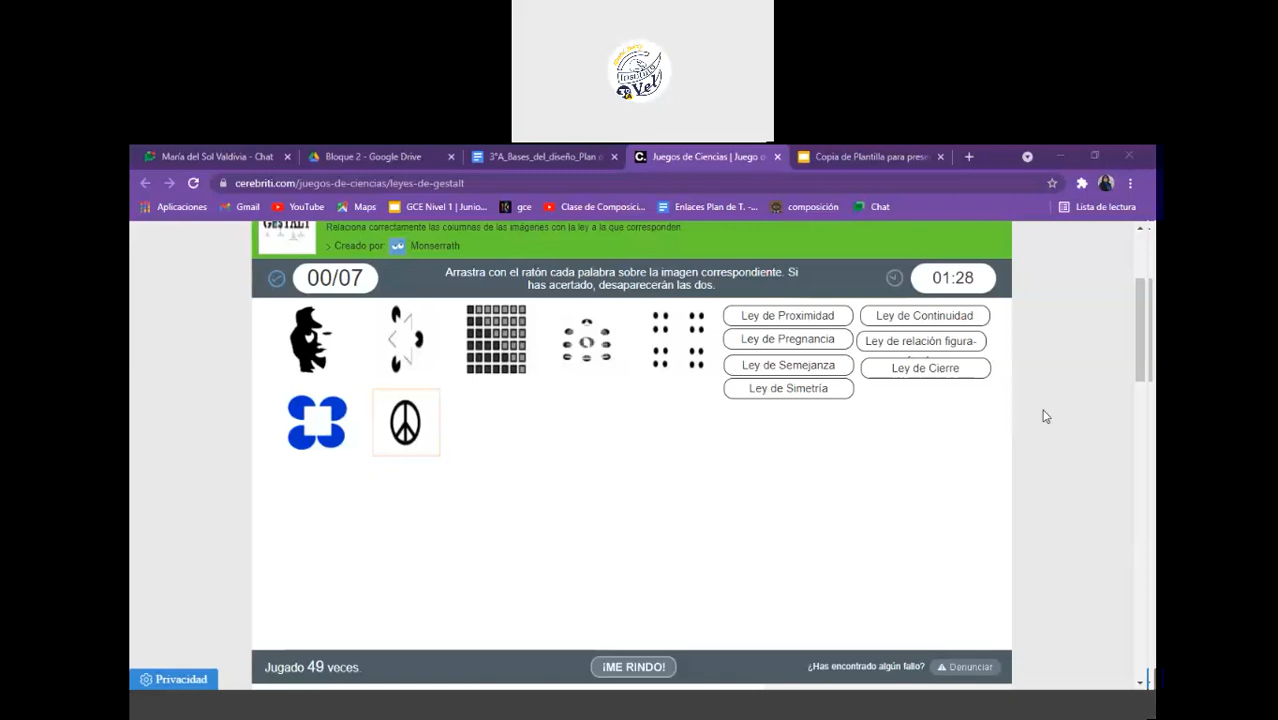 Instituto
Vel
María del Sol Valdivia - Chat
Bloque 2 - Google Drive
3°A_Bases_del_diseño_Plan d
Juegos de Ciencias | Juego de
Copia de Plantilla para prese
cerebriti.com/juegos-de-ciencias/leyes-de-gestalt
Aplicaciones
Gmail
YouTube
Maps
GCE Nivel 1 | Junio...
gce
Clase de Composici...
Enlaces Plan de T. -...
composición
Chat
Lista de lectura
GESTALT
Relaciona correctamente las columnas de las imágenes con la ley a la que corresponden
> Creado por: Monserrath
00/07
Arrastra con el ratón cada palabra sobre la imagen correspondiente. Si
has acertado, desaparecerán las dos.
01:28
Ley de Proximidad
Ley de Continuidad
Ley de Pregnancia
Ley de relación figura-
Ley de Semejanza
Ley de Cierre
Ley de Simetría
Jugado 49 veces.
¡ME RINDO!
¿Has encontrado algún fallo?
Denunciar
Privacidad